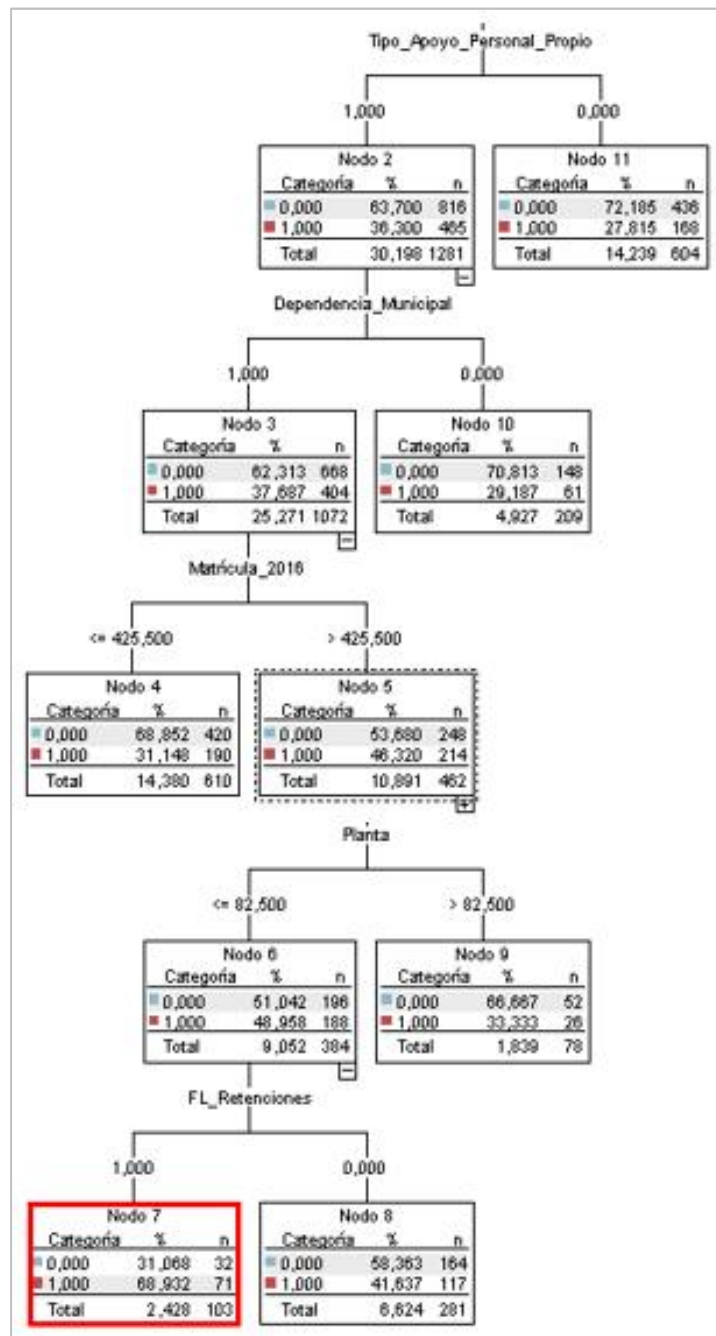 Tipo_Apoyo_Personal_Propio
1,000 0,000
Nodo 2
Categoría % n
0,000 63,700 816
1,000 36,300 465
Total 30,198 1281
Nodo 11
Categoría % n
0,000 72,185 436
1,000 27,815 168
Total 14,239 604
Dependencia_Municipal
1,000 0,000
Nodo 3
Categoría % n
0,000 62,313 668
1,000 37,687 404
Total 25,271 1072
Nodo 10
Categoría % n
0,000 70,813 148
1,000 29,187 61
Total 4,927 209
Matrícula_2016
<= 425,500 > 425,500
Nodo 4
Categoría % n
0,000 68,852 420
1,000 31,148 190
Total 14,380 610
Nodo 5
Categoría % n
0,000 53,680 248
1,000 46,320 214
Total 10,891 462
Planta
<= 82,500 > 82,500
Nodo 6
Categoría % n
0,000 51,042 196
1,000 48,958 188
Total 9,052 384
Nodo 9
Categoría % n
0,000 66,667 52
1,000 33,333 26
Total 1,839 78
FL_Retenciones
1,000 0,000
Nodo 7
Categoría % n
0,000 31,068 32
1,000 68,932 71
Total 2,428 103
Nodo 8
Categoría % n
0,000 58,363 164
1,000 41,637 117
Total 6,624 281